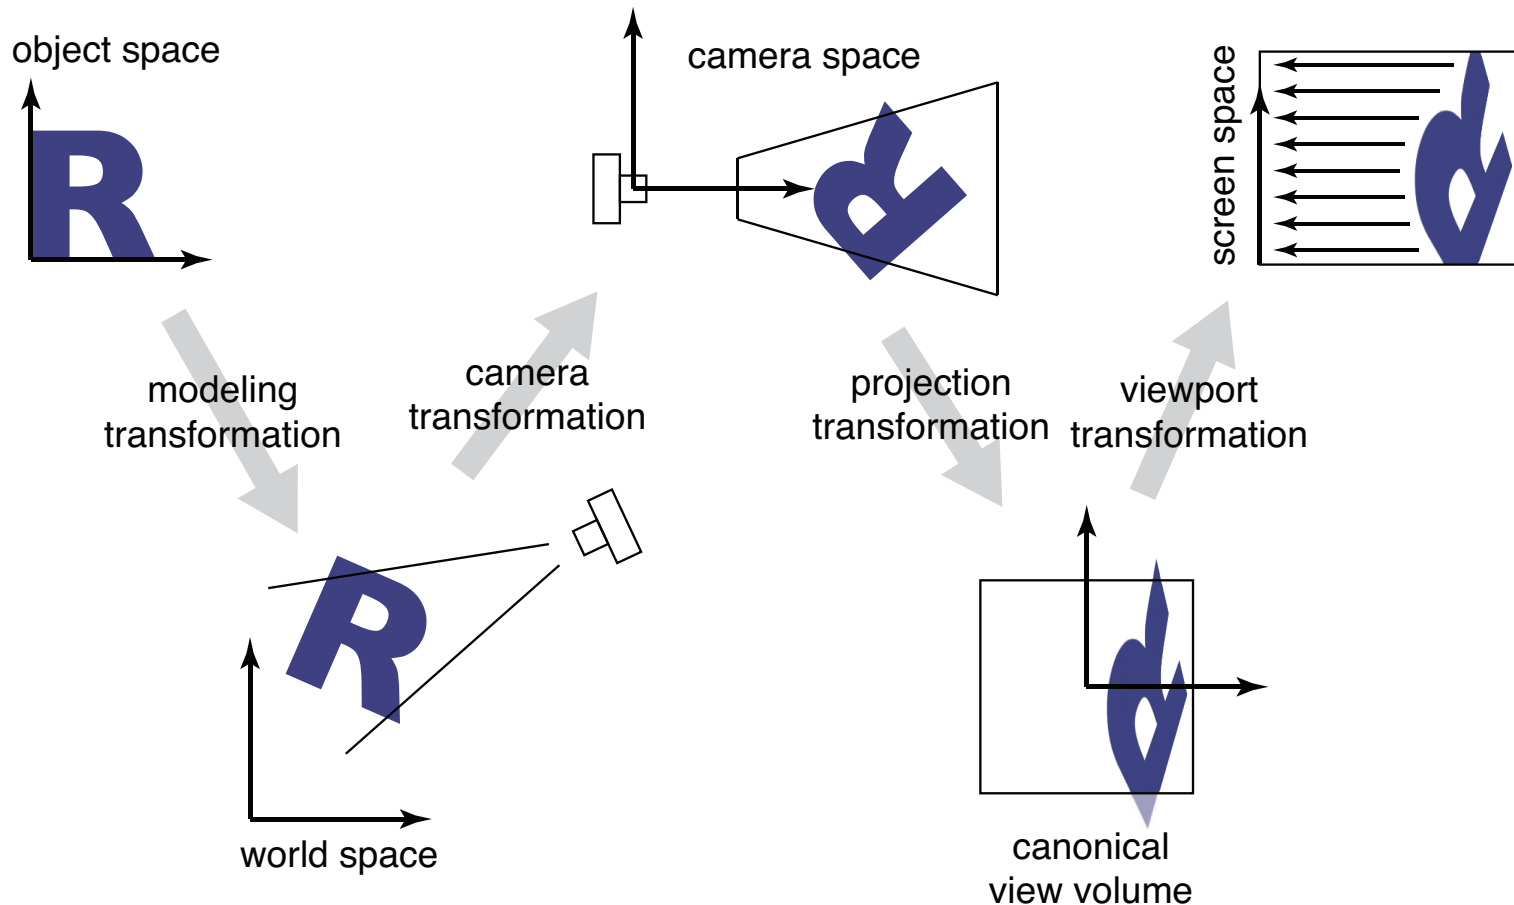 object space
R
modeling
transformation
R
world space
camera
transformation
camera space
R
projection
transformation
canonical
view volume
R
viewport
transformation
screen space
R